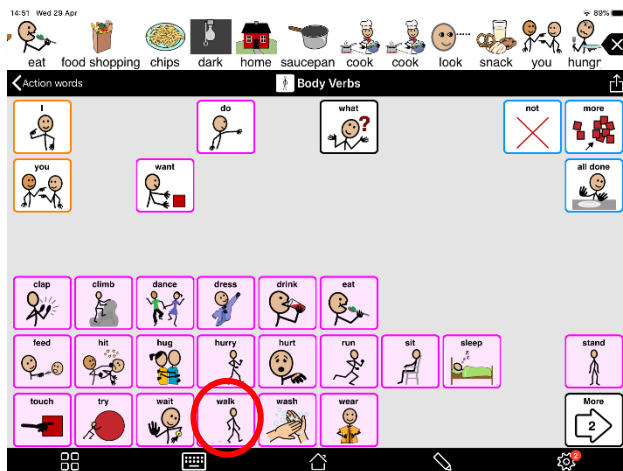 14:51 Wed 29 Apr 89%
eat food shopping chips dark home saucepan cook cook look snack you hungr
Action words Body Verbs
I do what not more
you want all done
clap climb dance dress drink eat
feed hit hug hurry hurt run sit sleep stand
touch try wait walk wash wear More
2
2